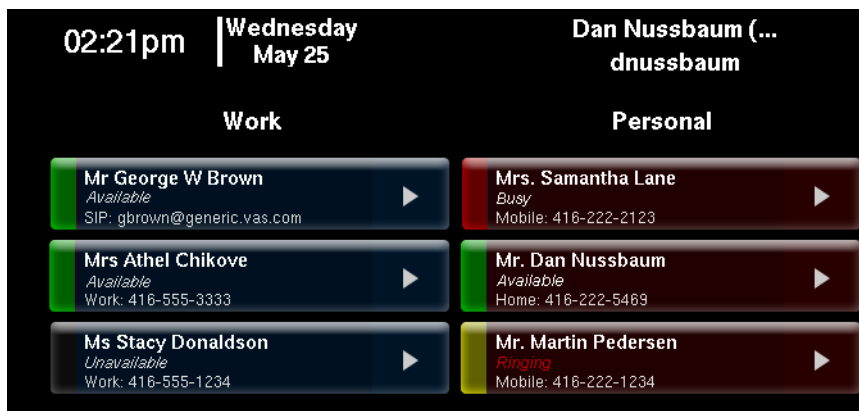 02:21pm
Wednesday
May 25
Dan Nussbaum (...
dnussbaum
Work
Personal
Mr George W Brown
Available
SIP: gbrown@generic.vas.com
Mrs. Samantha Lane
Busy
Mobile: 416-222-2123
Mrs Athel Chikove
Available
Work: 416-555-3333
Mr. Dan Nussbaum
Available
Home: 416-222-5469
Ms Stacy Donaldson
Unavailable
Work: 416-555-1234
Mr. Martin Pedersen
Ringing
Mobile: 416-222-1234